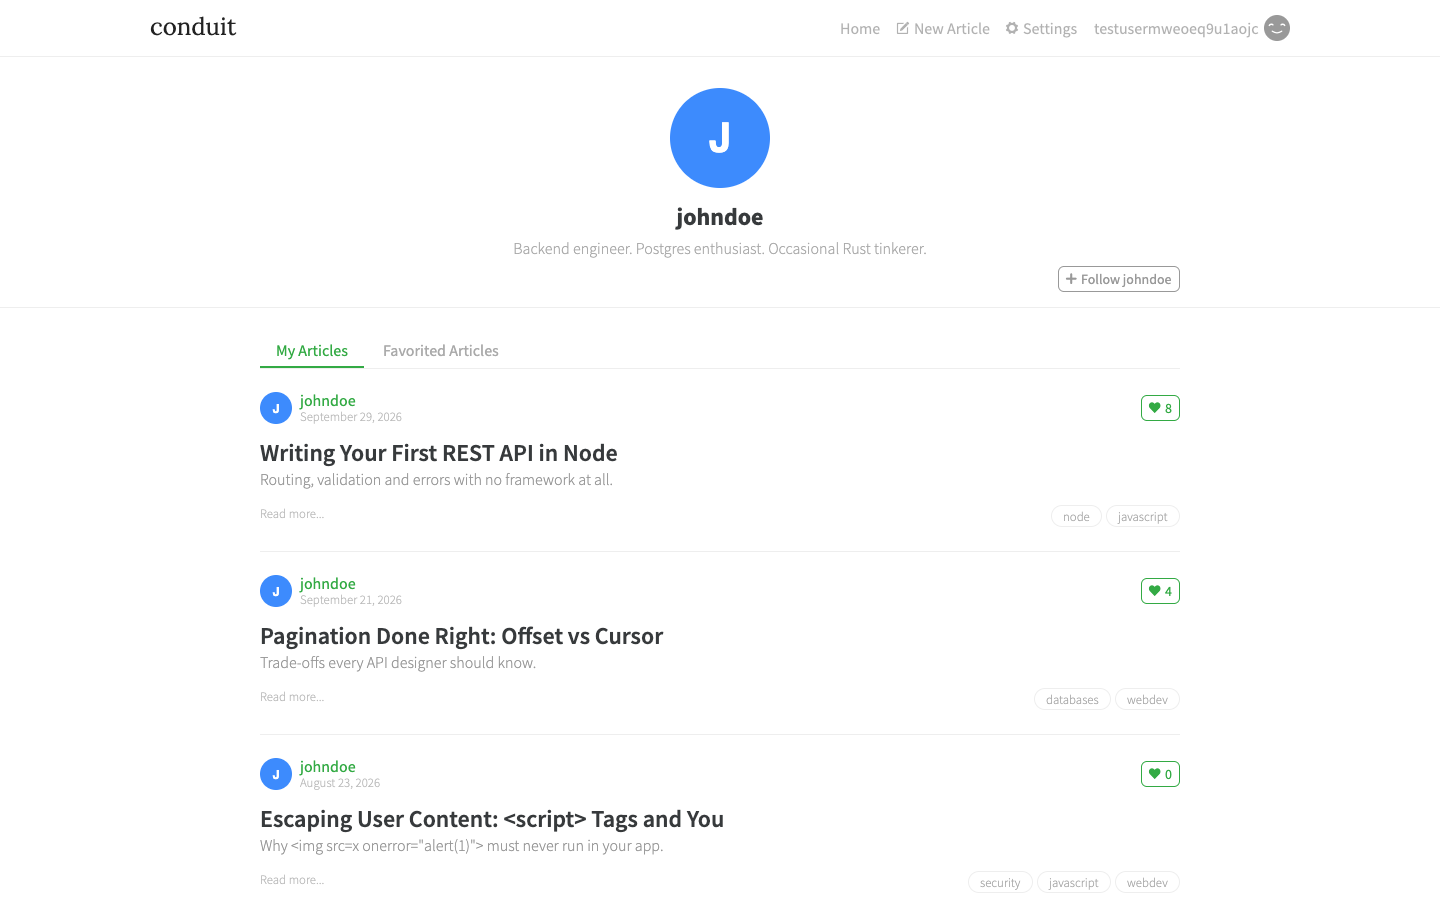 conduit
Home New Article Settings testusermweoeq9u1aojc
J
johndoe
Backend engineer. Postgres enthusiast. Occasional Rust tinkerer.
Follow johndoe
My Articles Favorited Articles
J johndoe
September 29, 2026
8
Writing Your First REST API in Node
Routing, validation and errors with no framework at all.
Read more... node javascript
J johndoe
September 21, 2026
4
Pagination Done Right: Offset vs Cursor
Trade-offs every API designer should know.
Read more... databases webdev
J johndoe
August 23, 2026
0
Escaping User Content: <script> Tags and You
Why <img src=x onerror="alert(1)"> must never run in your app.
Read more... security javascript webdev